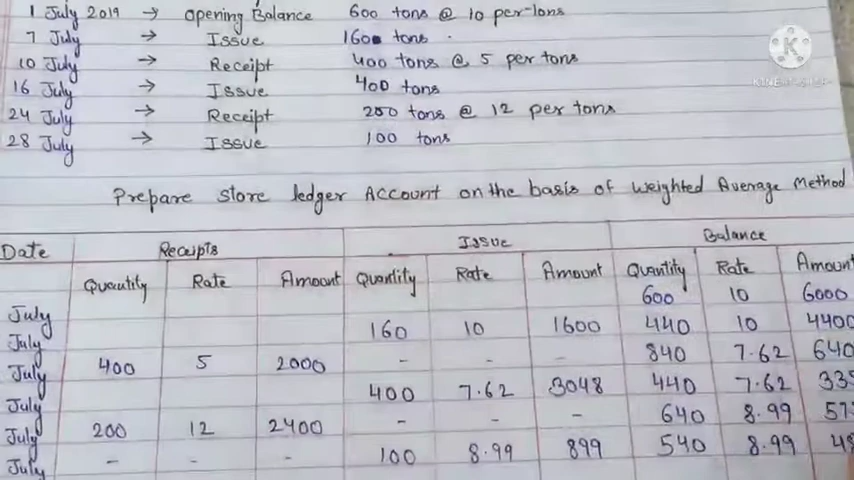 1 July 2019 → Opening Balance 600 tons @ 10 per tons
7 July → Issue 160 tons
10 July → Receipt 400 tons @ 5 per tons
16 July → Issue 400 tons
24 July → Receipt 200 tons @ 12 per tons
28 July → Issue 100 tons
KINEMASTER
Prepare store ledger Account on the basis of Weighted Average Method
Date Receipts Issue Balance
Quantity Rate Amount Quantity Rate Amount Quantity Rate Amount
July 600 10 6000
July 160 10 1600 440 10 4400
July 400 5 2000 - - - 840 7.62 640
July 400 7.62 3048 440 7.62 335
July 200 12 2400 - - - 640 8.99 57
July - - - 100 8.99 899 540 8.99 48